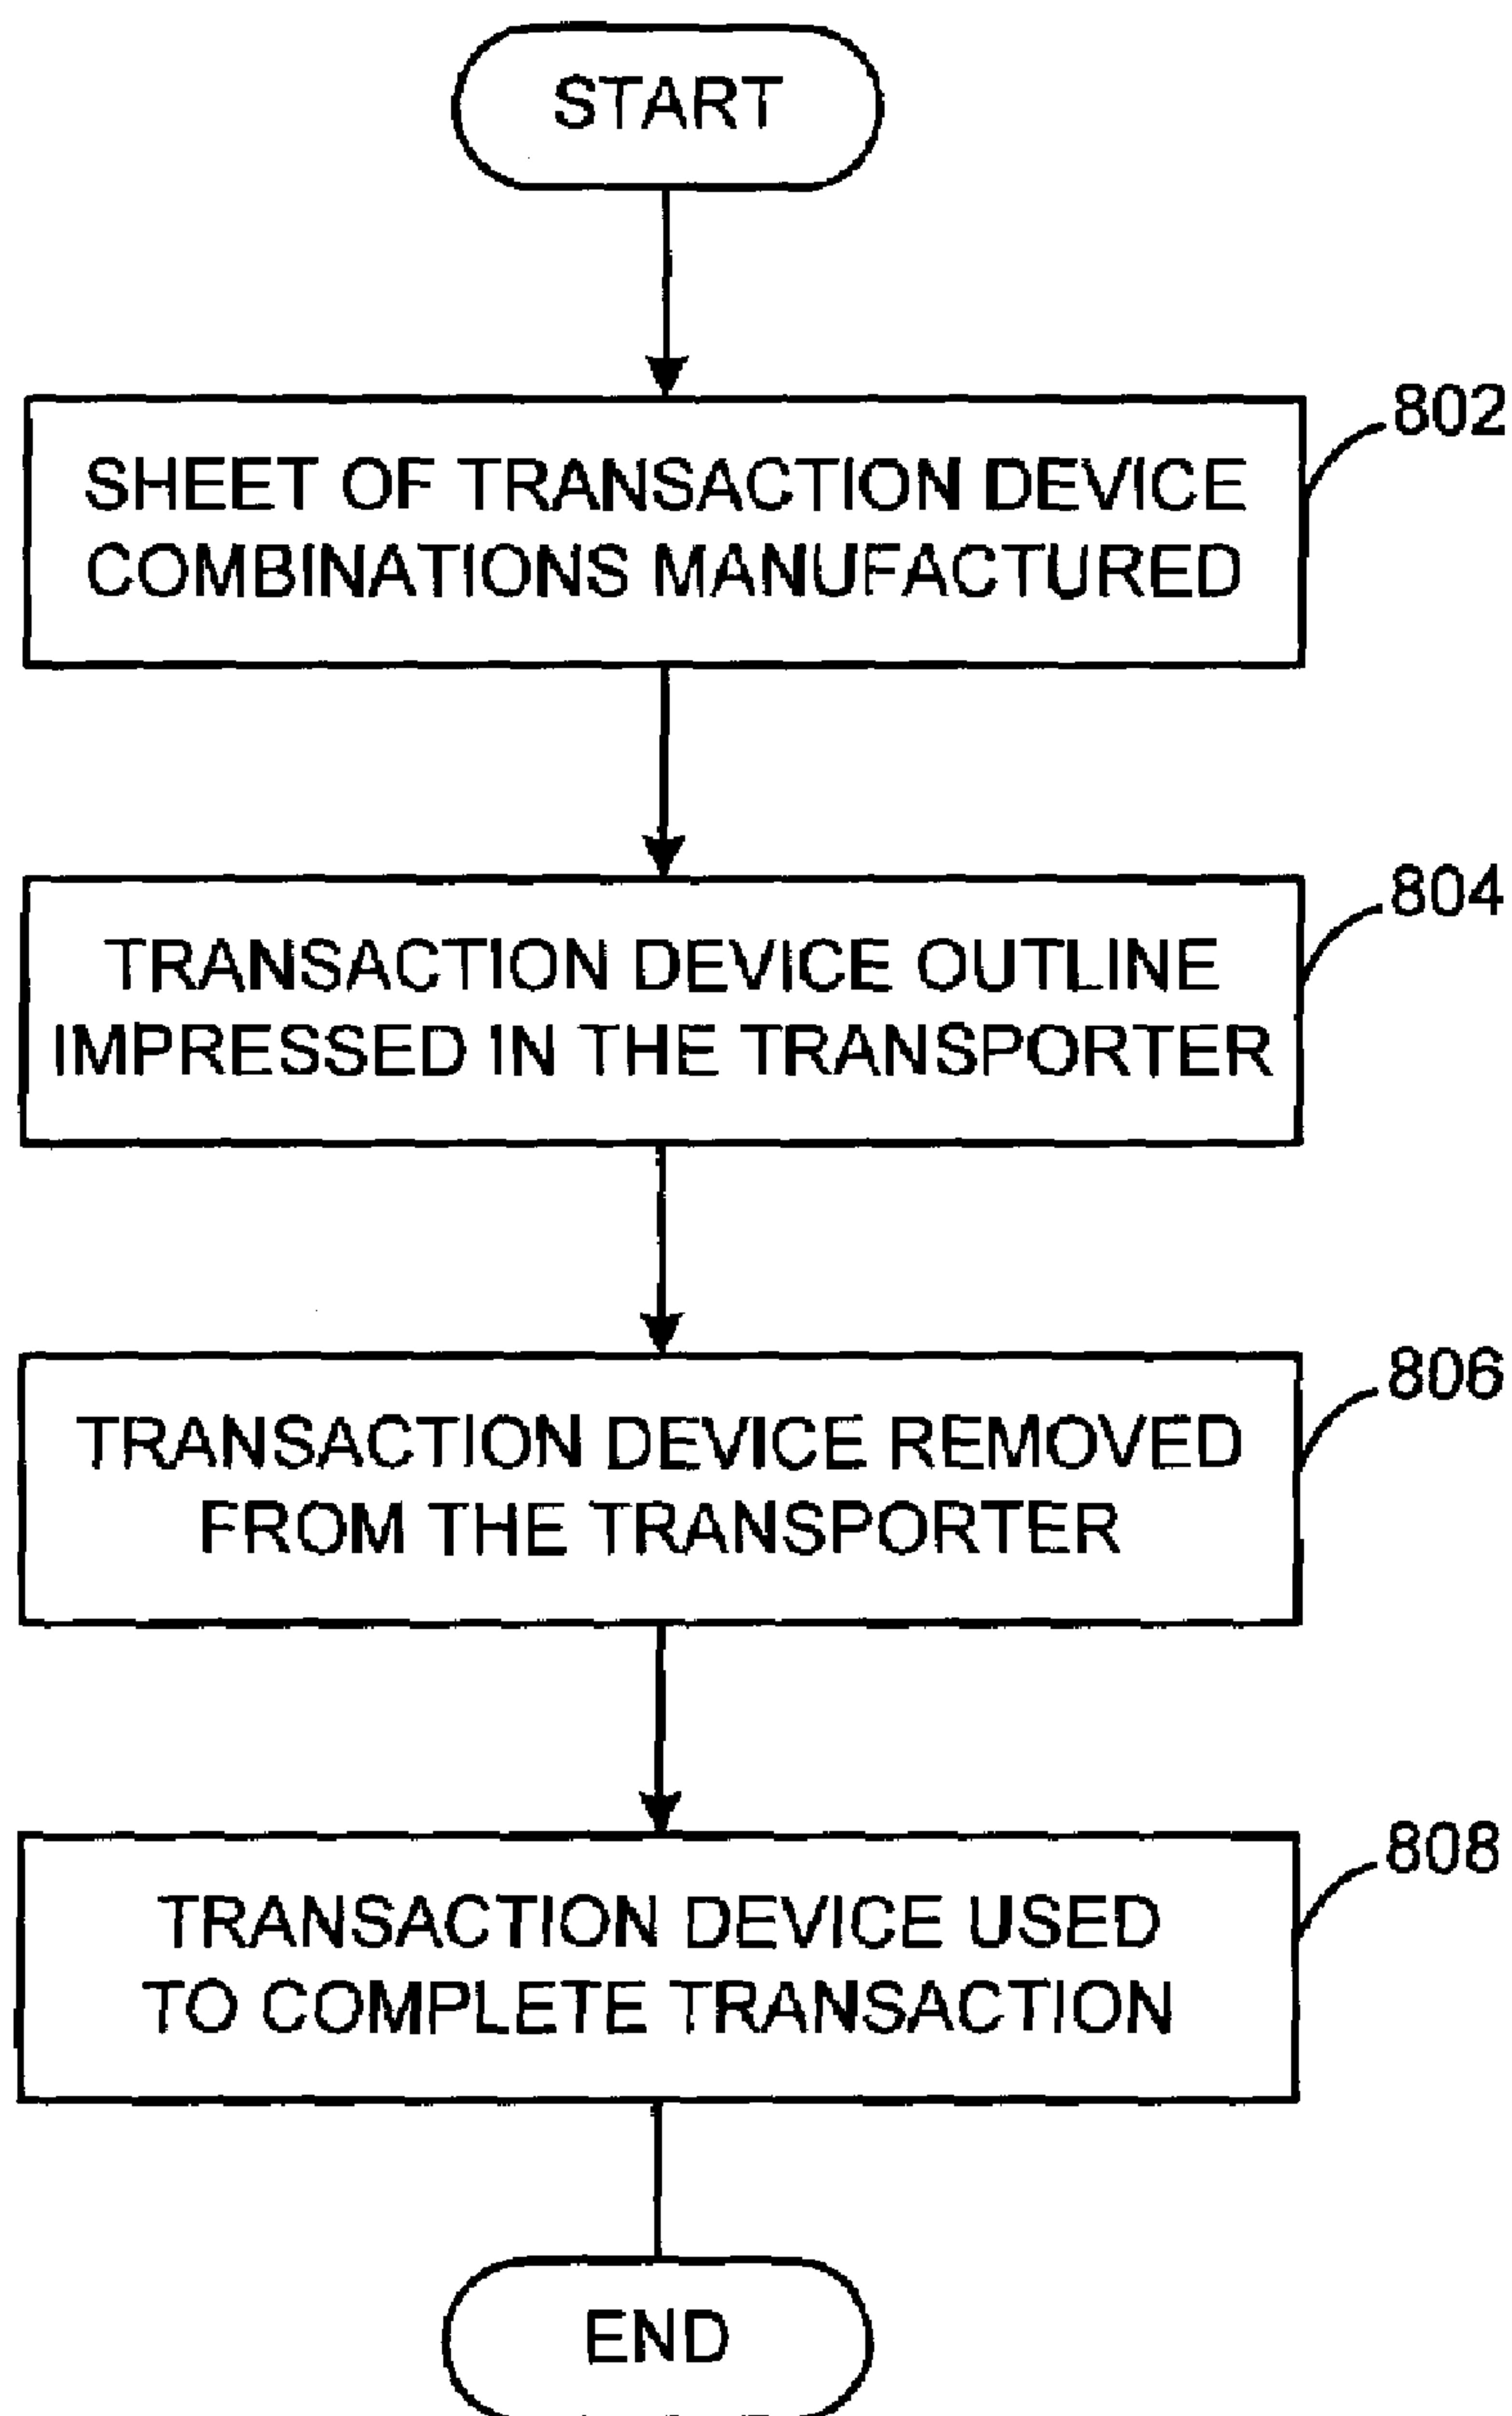 START
802
SHEET OF TRANSACTION DEVICE
COMBINATIONS MANUFACTURED
804
TRANSACTION DEVICE OUTLINE
IMPRESSED IN THE TRANSPORTER
806
TRANSACTION DEVICE REMOVED
FROM THE TRANSPORTER
808
TRANSACTION DEVICE USED
TO COMPLETE TRANSACTION
END